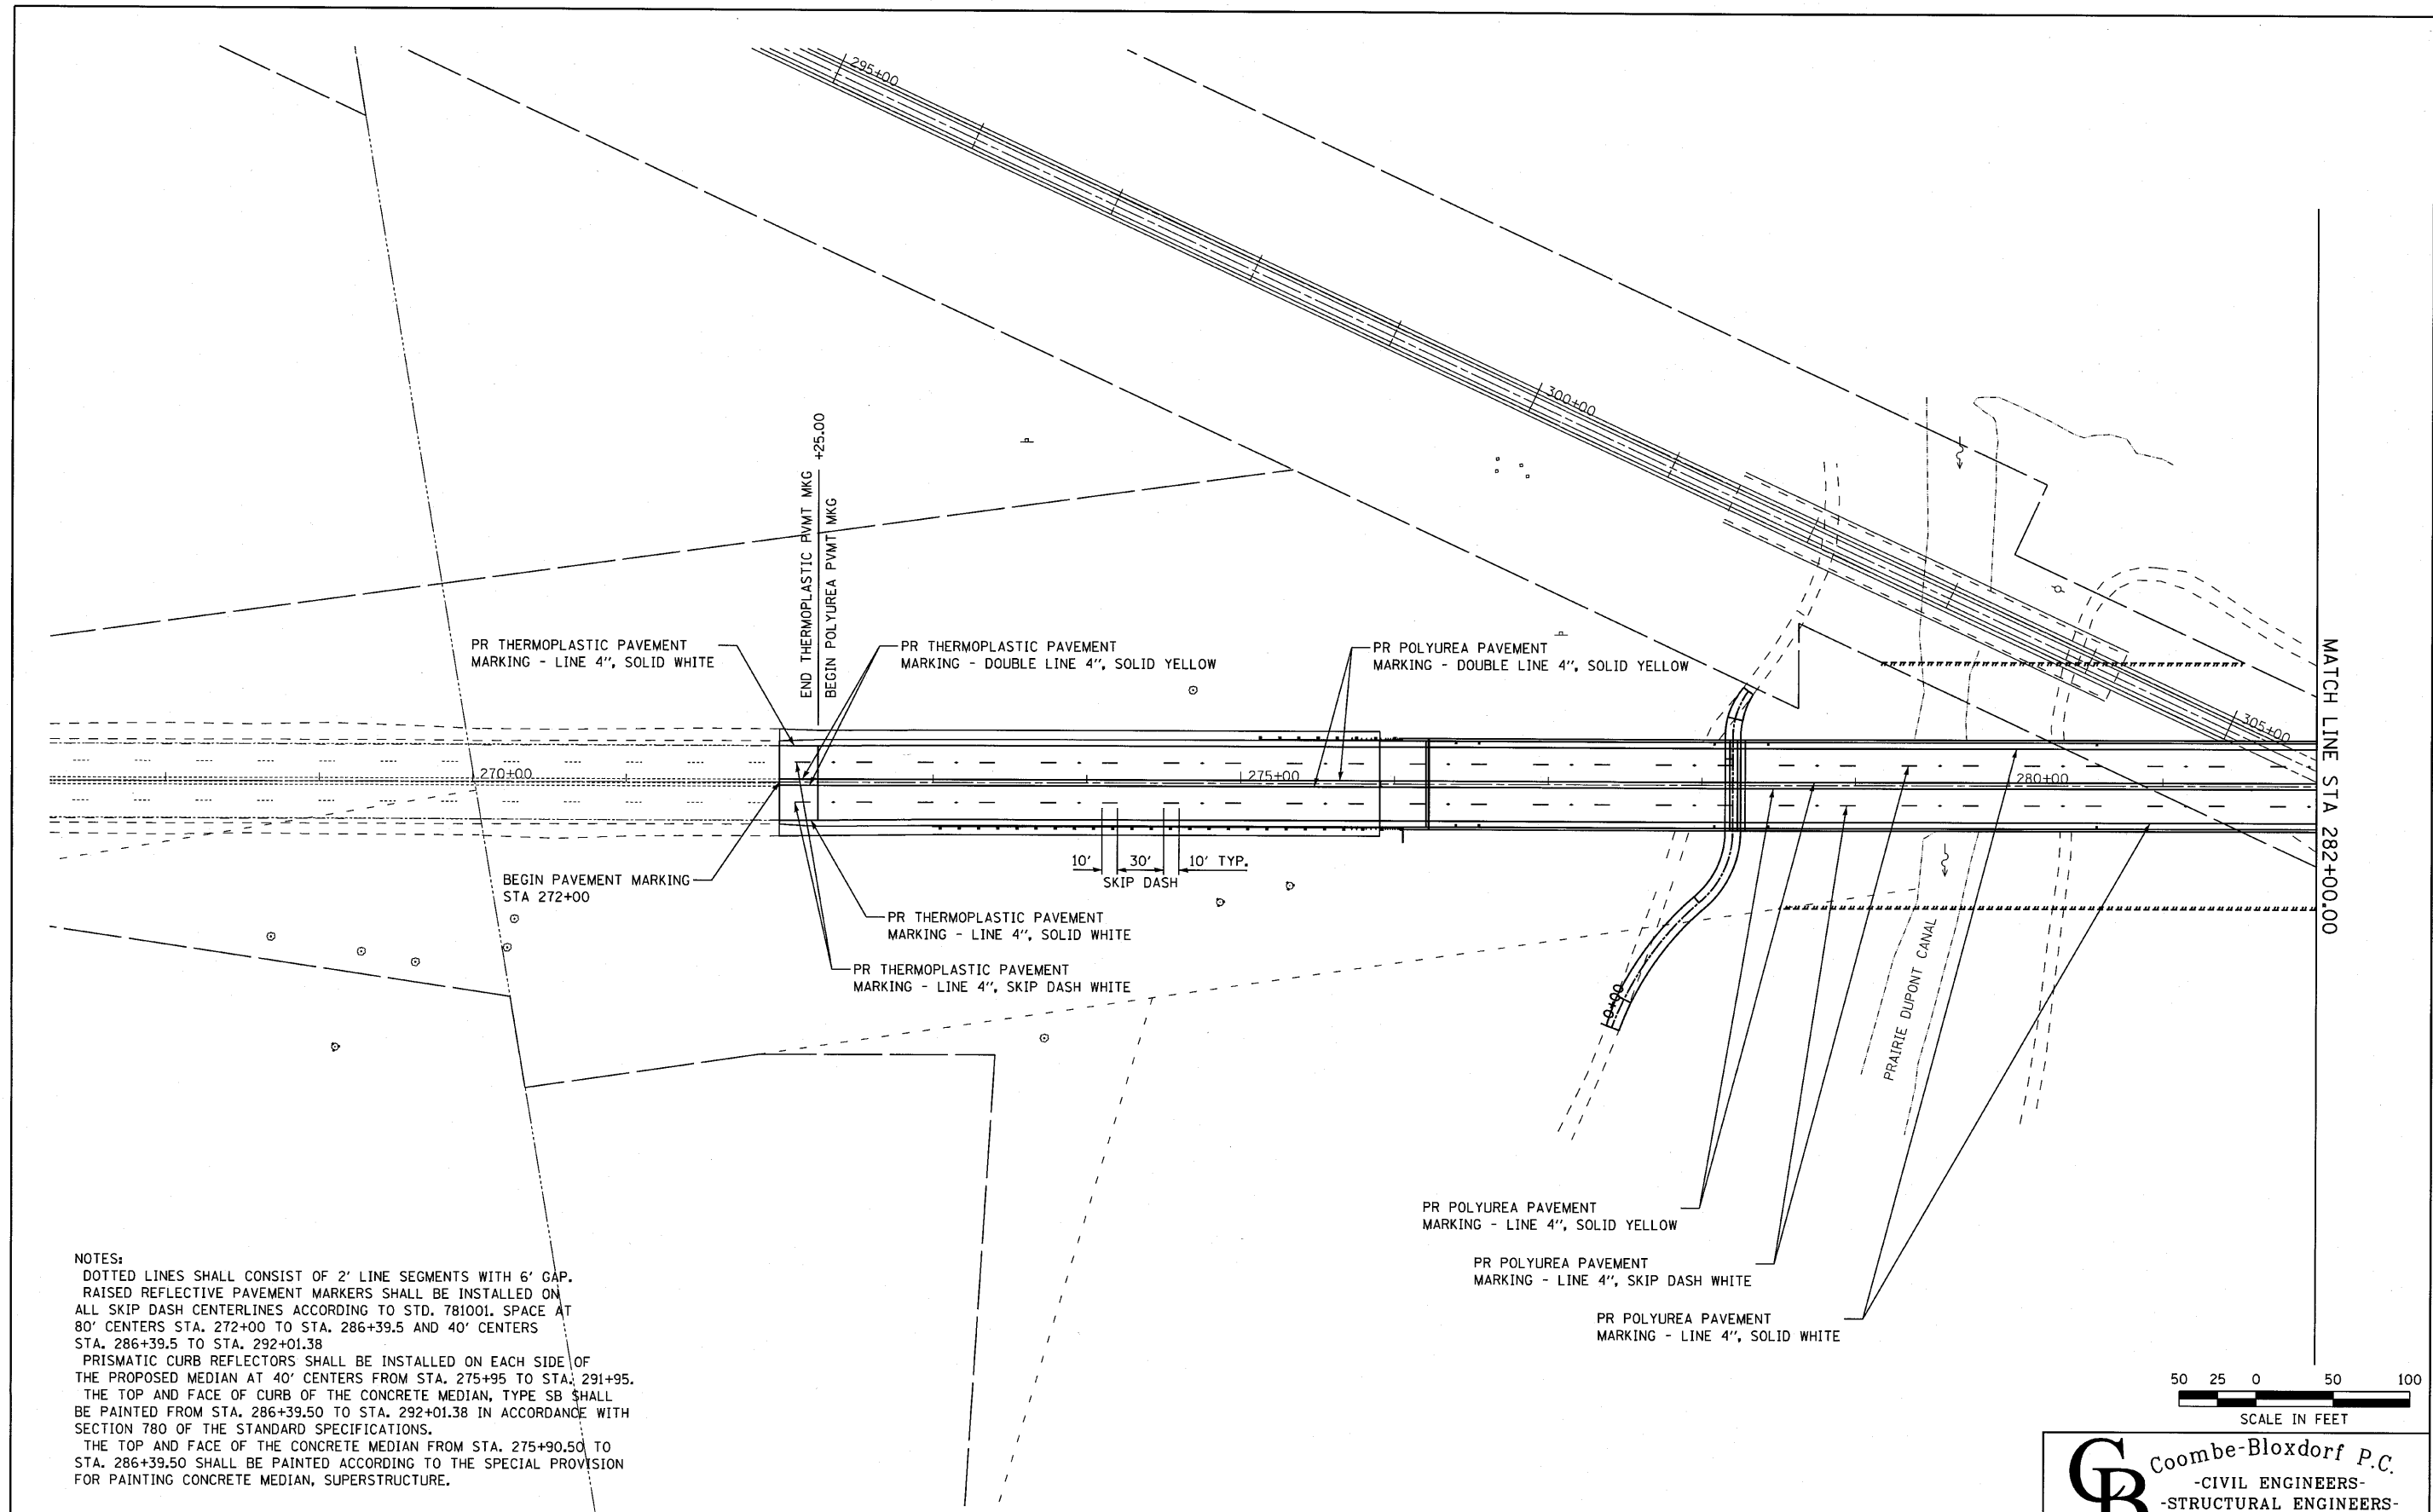 295+00
300+00
305+00
+25.00
END THERMOPLASTIC PVMT MKG
BEGIN POLYUREA PVMT MKG
MATCH LINE STA 282+00.00
PR THERMOPLASTIC PAVEMENT
MARKING - LINE 4", SOLID WHITE
PR THERMOPLASTIC PAVEMENT
MARKING - DOUBLE LINE 4", SOLID YELLOW
PR POLYUREA PAVEMENT
MARKING - DOUBLE LINE 4", SOLID YELLOW
270+00
275+00
280+00
10' 30' 10' TYP.
SKIP DASH
BEGIN PAVEMENT MARKING
STA 272+00
PR THERMOPLASTIC PAVEMENT
MARKING - LINE 4", SOLID WHITE
PR THERMOPLASTIC PAVEMENT
MARKING - LINE 4", SKIP DASH WHITE
PRAIRIE DUPONT CANAL
PR POLYUREA PAVEMENT
MARKING - LINE 4", SOLID YELLOW
PR POLYUREA PAVEMENT
MARKING - LINE 4", SKIP DASH WHITE
PR POLYUREA PAVEMENT
MARKING - LINE 4", SOLID WHITE
NOTES:
DOTTED LINES SHALL CONSIST OF 2' LINE SEGMENTS WITH 6' GAP.
RAISED REFLECTIVE PAVEMENT MARKERS SHALL BE INSTALLED ON
ALL SKIP DASH CENTERLINES ACCORDING TO STD. 781001. SPACE AT
80' CENTERS STA. 272+00 TO STA. 286+39.5 AND 40' CENTERS
STA. 286+39.5 TO STA. 292+01.38
PRISMATIC CURB REFLECTORS SHALL BE INSTALLED ON EACH SIDE OF
THE PROPOSED MEDIAN AT 40' CENTERS FROM STA. 275+95 TO STA. 291+95.
THE TOP AND FACE OF CURB OF THE CONCRETE MEDIAN, TYPE SB SHALL
BE PAINTED FROM STA. 286+39.50 TO STA. 292+01.38 IN ACCORDANCE WITH
SECTION 780 OF THE STANDARD SPECIFICATIONS.
THE TOP AND FACE OF THE CONCRETE MEDIAN FROM STA. 275+90.50 TO
STA. 286+39.50 SHALL BE PAINTED ACCORDING TO THE SPECIAL PROVISION
FOR PAINTING CONCRETE MEDIAN, SUPERSTRUCTURE.
50 25 0 50 100
SCALE IN FEET
CB
Coombe-Bloxdorf P.C.
-CIVIL ENGINEERS-
-STRUCTURAL ENGINEERS-